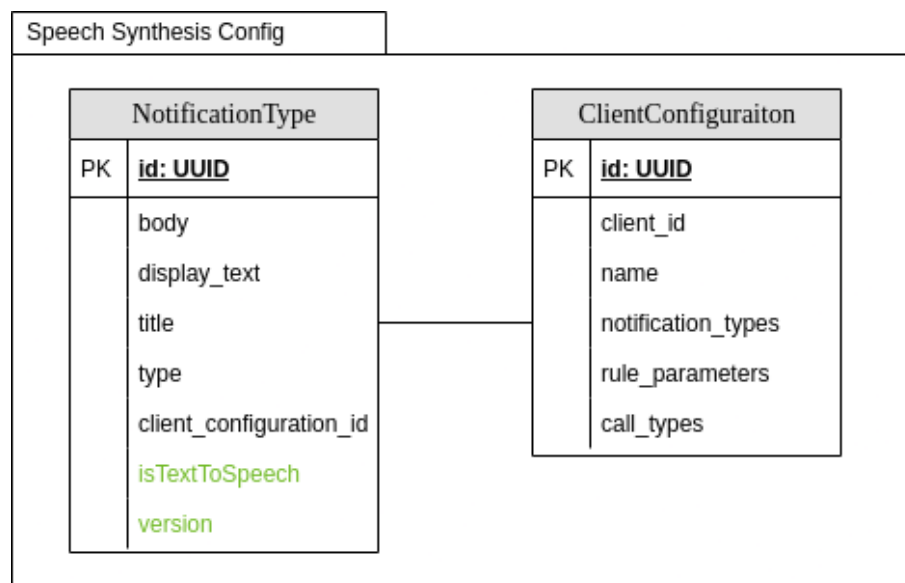 Speech Synthesis Config
NotificationType
PK id: UUID
body
display_text
title
type
client_configuration_id
isTextToSpeech
version
ClientConfiguraiton
PK id: UUID
client_id
name
notification_types
rule_parameters
call_types